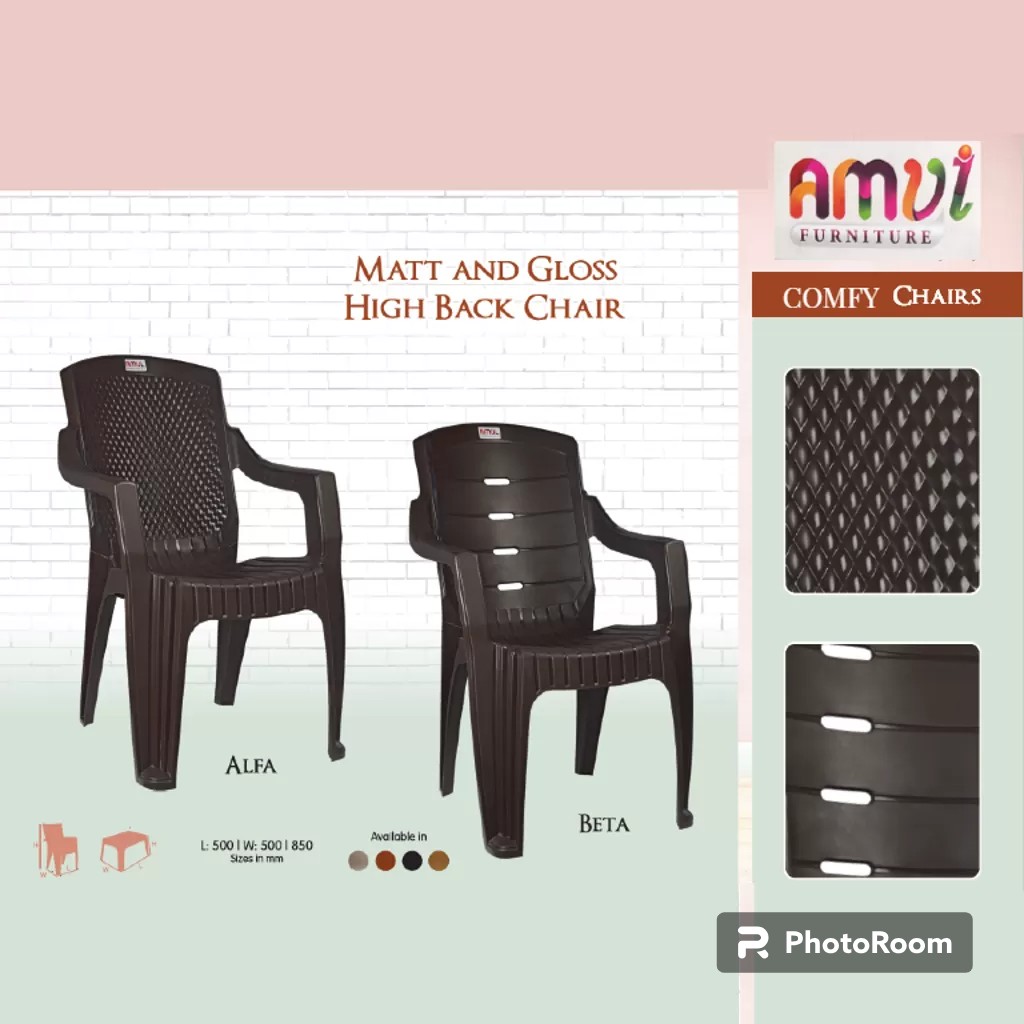 AMVI
FURNITURE
COMFY CHAIRS
MATT AND GLOSS
HIGH BACK CHAIR
ALFA
BETA
L: 500 | W: 500 | 850
Sizes in mm
Available in
PhotoRoom